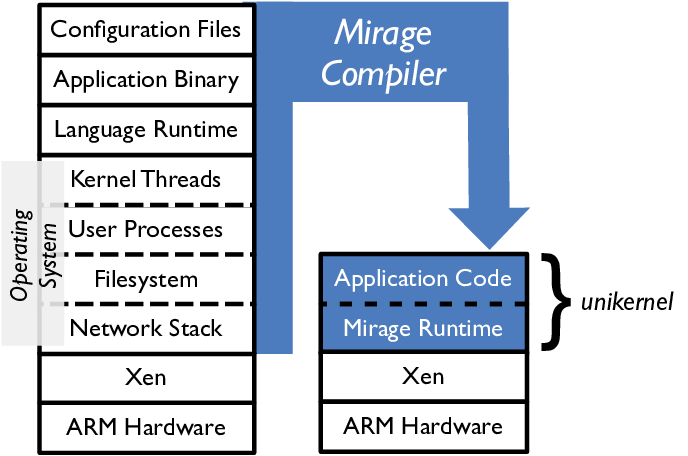 Configuration Files
Application Binary
Language Runtime
Kernel Threads
User Processes
Filesystem
Network Stack
Xen
ARM Hardware
Operating
System
Mirage
Compiler
Application Code
Mirage Runtime
Xen
ARM Hardware
unikernel